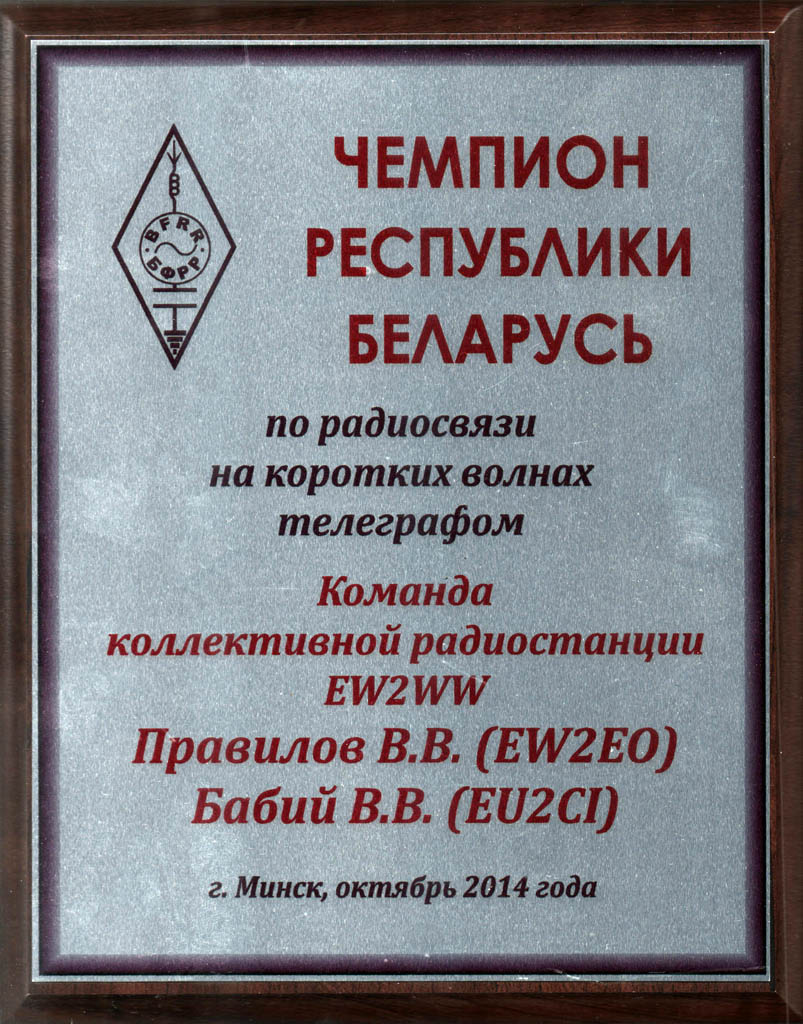 BFRR
БФРР
ЧЕМПИОН
РЕСПУБЛИКИ
БЕЛАРУСЬ
по радиосвязи
на коротких волнах
телеграфом
Команда
коллективной радиостанции
EW2WW
Правилов В.В. (EW2EO)
Бабий В.В. (EU2CI)
г. Минск, октябрь 2014 года